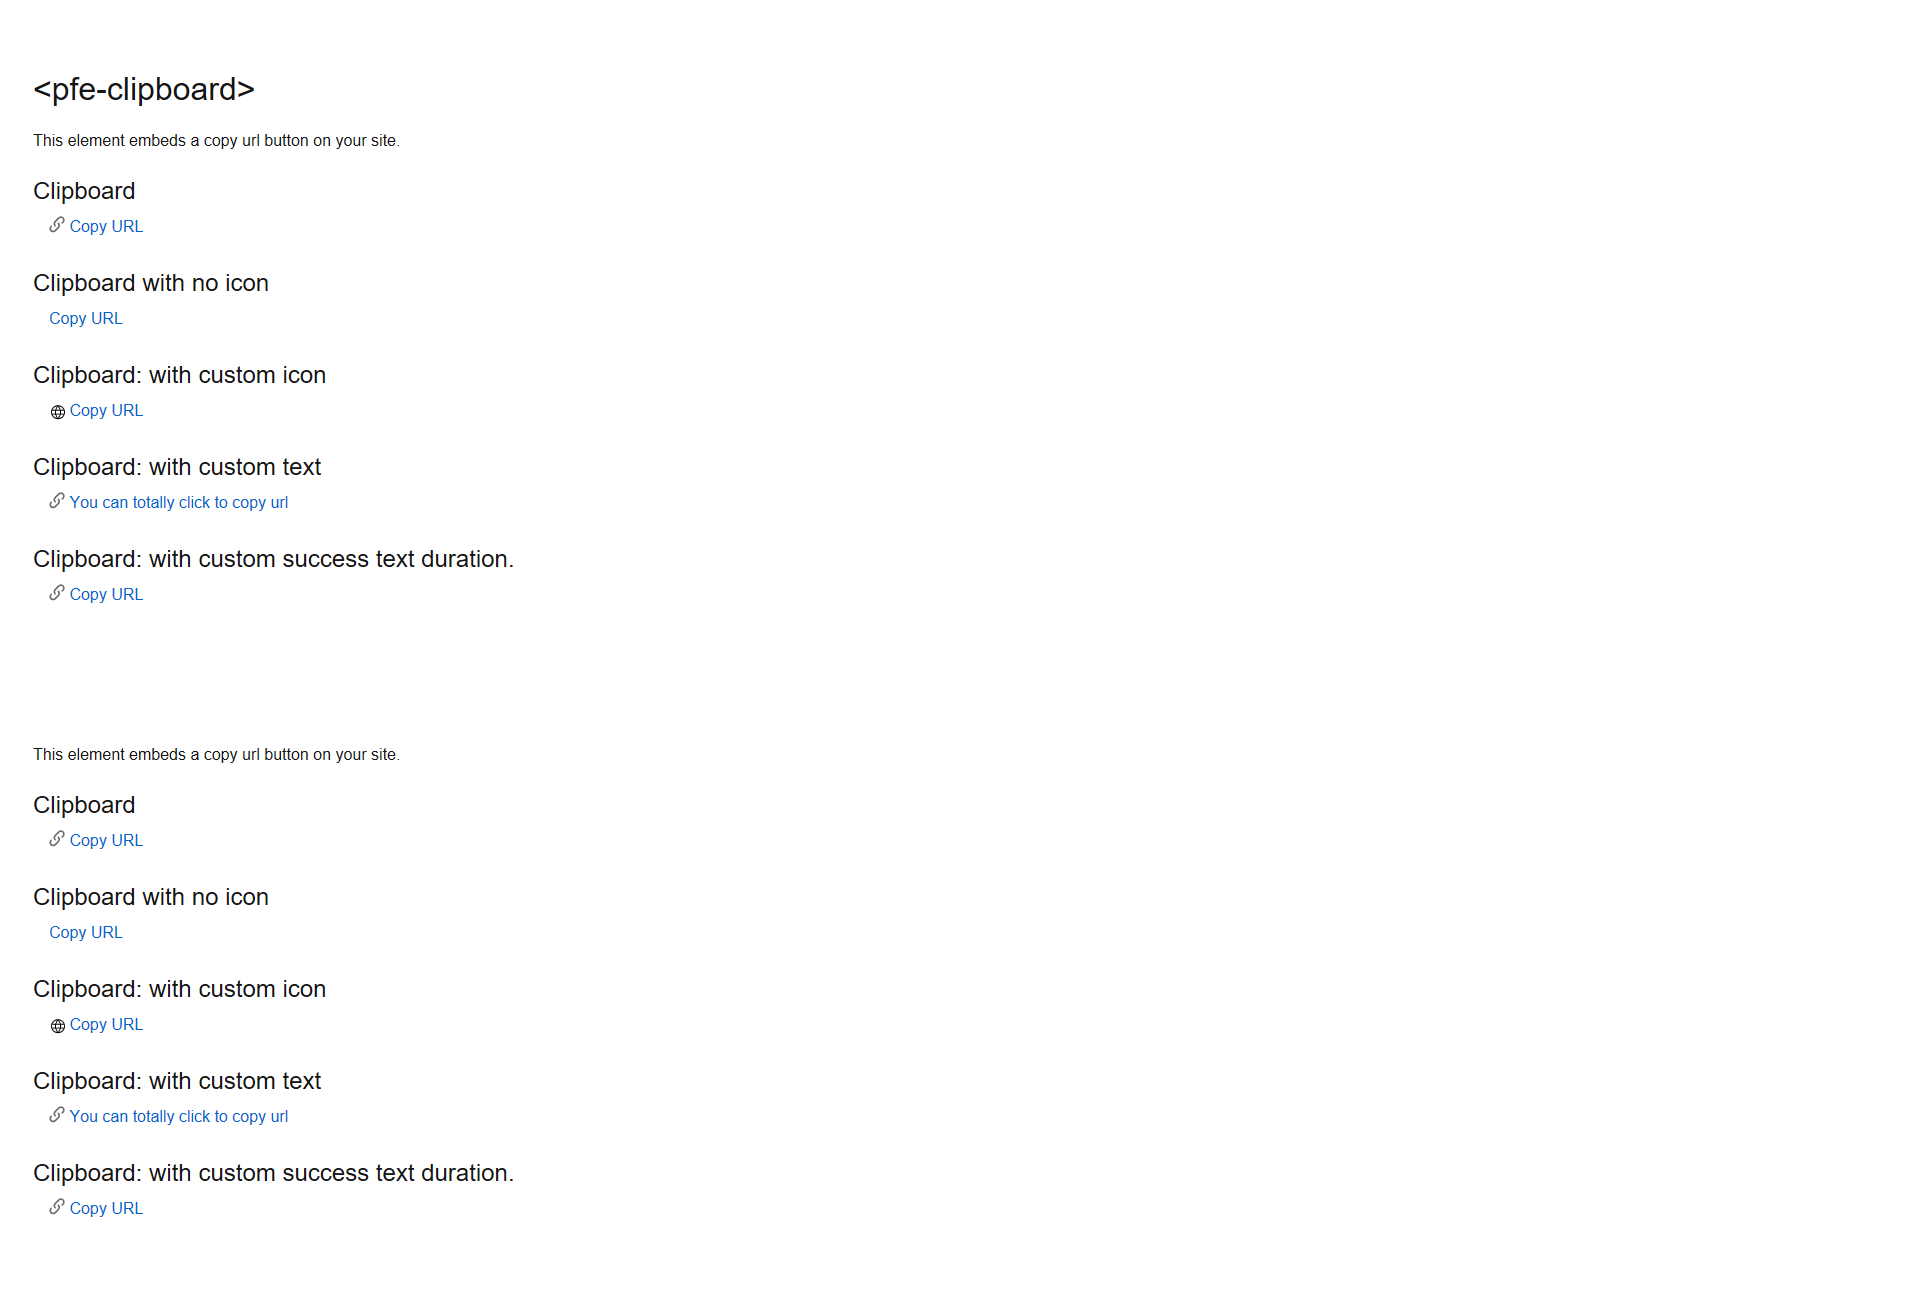 <pfe-clipboard>
This element embeds a copy url button on your site.
Clipboard
Copy URL
Clipboard with no icon
Copy URL
Clipboard: with custom icon
Copy URL
Clipboard: with custom text
You can totally click to copy url
Clipboard: with custom success text duration.
Copy URL
This element embeds a copy url button on your site.
Clipboard
Copy URL
Clipboard with no icon
Copy URL
Clipboard: with custom icon
Copy URL
Clipboard: with custom text
You can totally click to copy url
Clipboard: with custom success text duration.
Copy URL